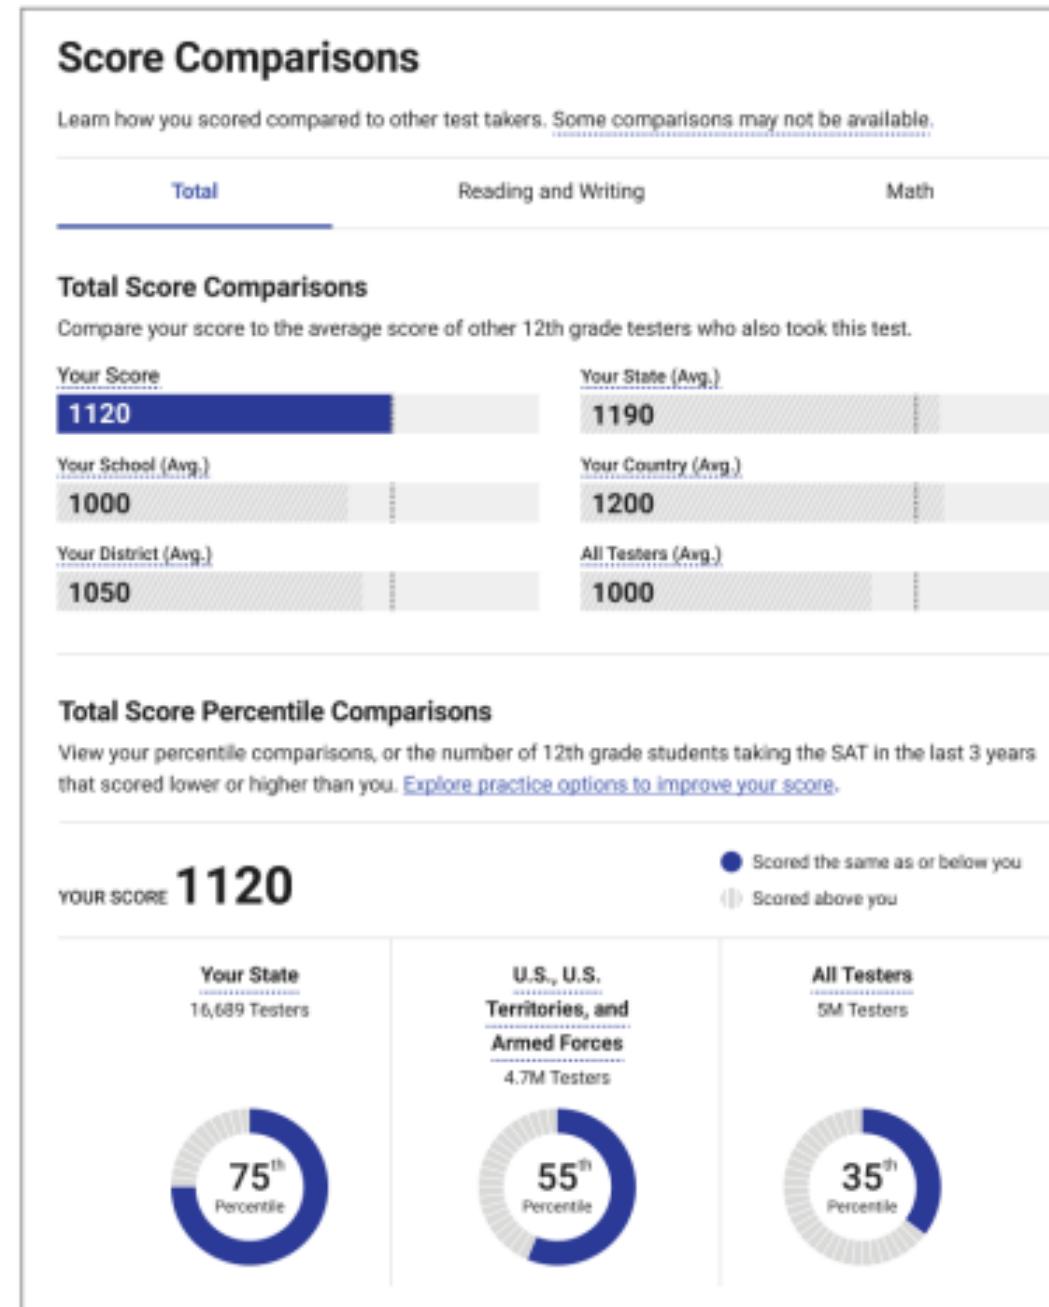 Score Comparisons
Learn how you scored compared to other test takers. Some comparisons may not be available.
Total
Reading and Writing
Math
Total Score Comparisons
Compare your score to the average score of other 12th grade testers who also took this test.
Your Score
1120
Your State (Avg.)
1190
Your School (Avg.)
1000
Your Country (Avg.)
1200
Your District (Avg.)
1050
All Testers (Avg.)
1000
Total Score Percentile Comparisons
View your percentile comparisons, or the number of 12th grade students taking the SAT in the last 3 years
that scored lower or higher than you. Explore practice options to improve your score.
YOUR SCORE 1120
Scored the same as or below you
Scored above you
Your State
16,689 Testers
75th
Percentile
U.S., U.S.
Territories, and
Armed Forces
4.7M Testers
55th
Percentile
All Testers
5M Testers
35th
Percentile